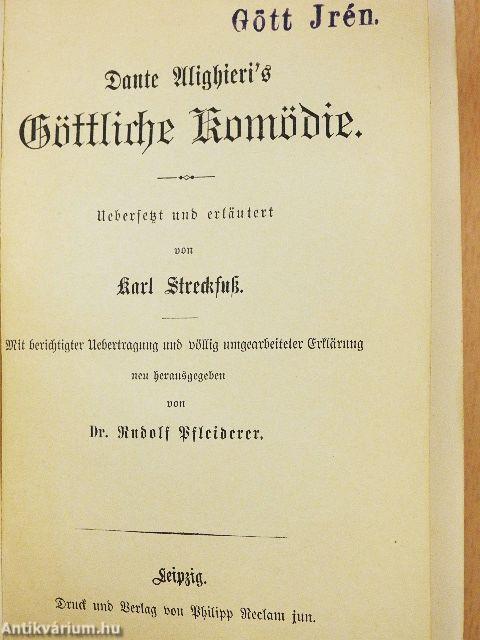 Gött Jrén.
Dante Alighieri's
Göttliche Komödie.
Uebersetzt und erläutert
von
Karl Streckfuß.
Mit berichtigter Uebertragung und völlig umgearbeiteter Erklärung
neu herausgegeben
von
Dr. Rudolf Pfleiderer.
Leipzig.
Druck und Verlag von Philipp Reclam jun.
Antikvárium.hu